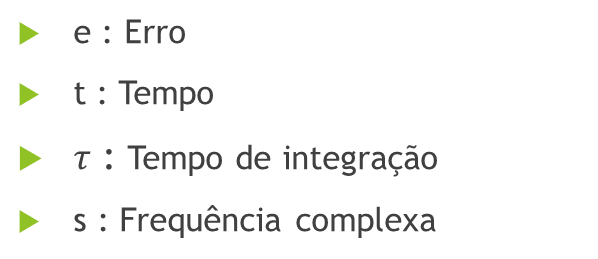 e : Erro
t : Tempo
𝜏 : Tempo de integração
s : Frequência complexa